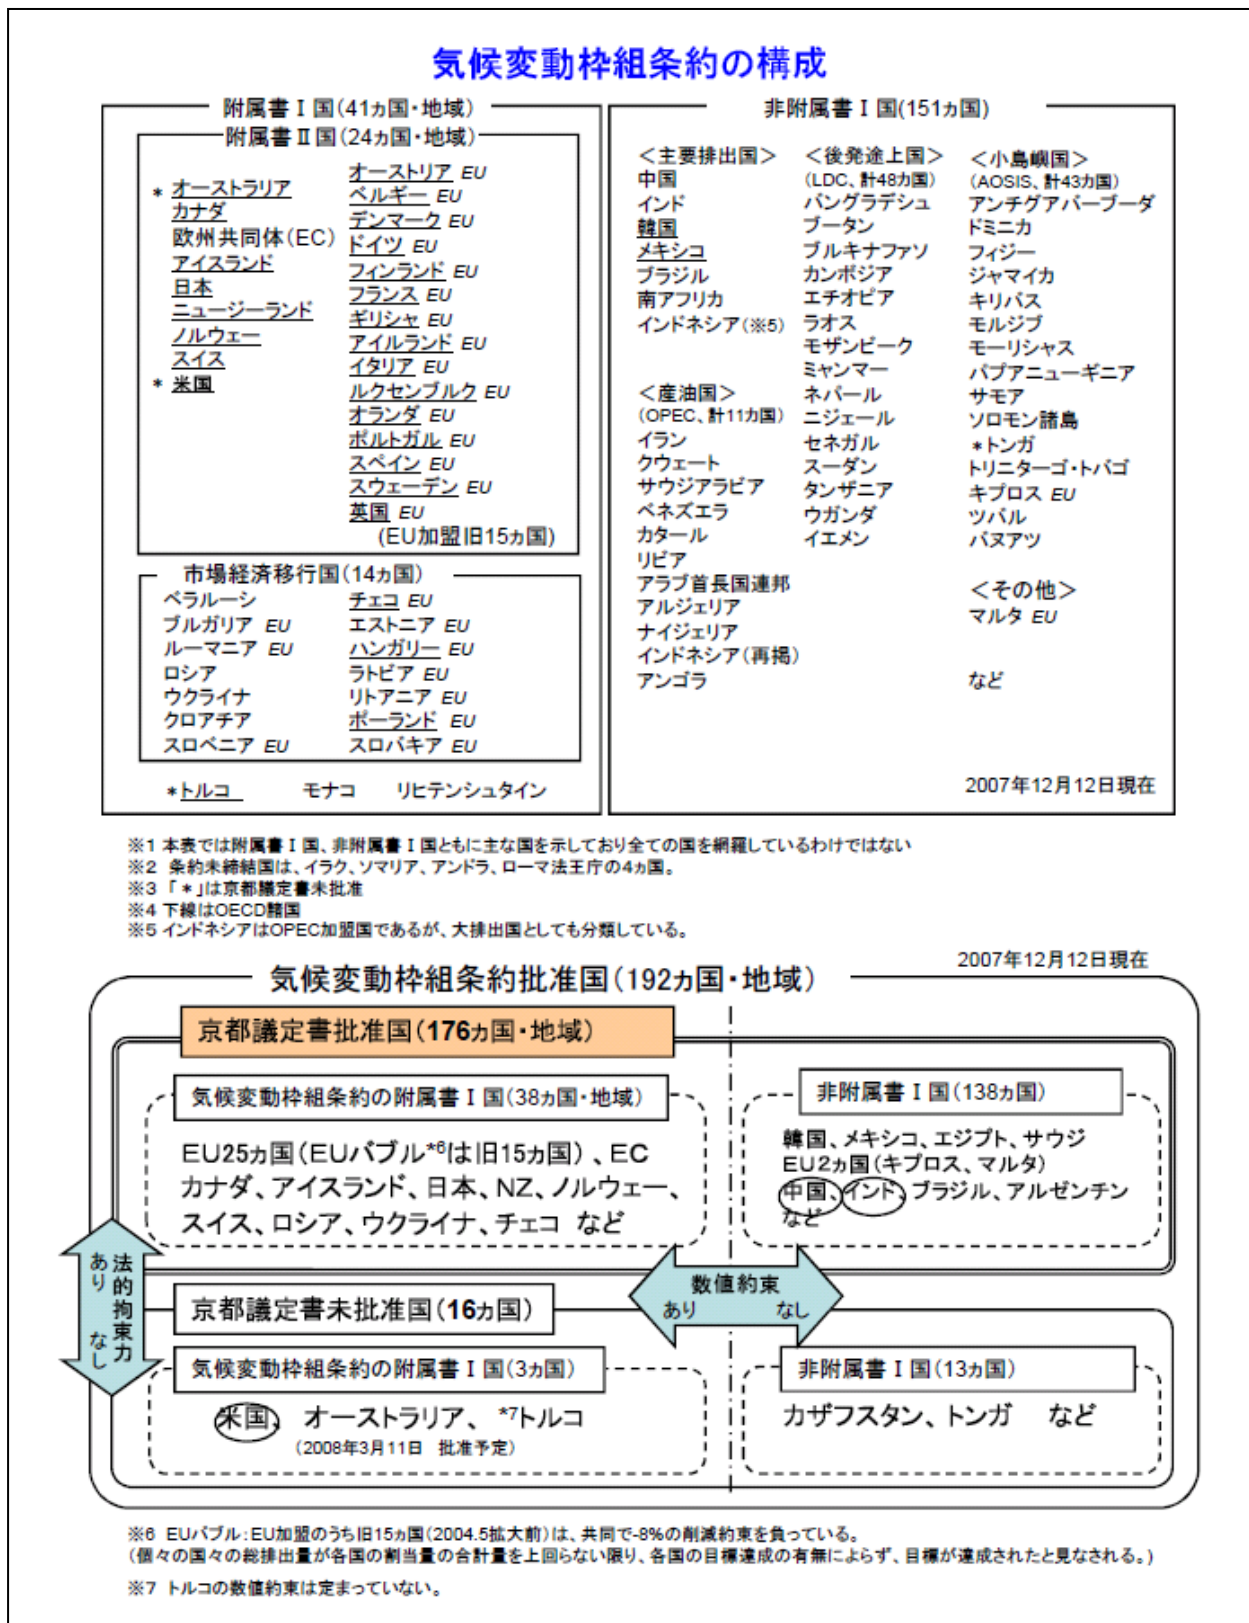 気候変動枠組条約の構成
附属書Ⅰ国(41ヵ国・地域)
附属書Ⅱ国(24ヵ国・地域)
* オーストラリア
カナダ
欧州共同体(EC)
アイスランド
日本
ニュージーランド
ノルウェー
スイス
* 米国
オーストリア EU
ベルギー EU
デンマーク EU
ドイツ EU
フィンランド EU
フランス EU
ギリシャ EU
アイルランド EU
イタリア EU
ルクセンブルク EU
オランダ EU
ポルトガル EU
スペイン EU
スウェーデン EU
英国 EU
(EU加盟旧15ヵ国)
市場経済移行国(14ヵ国)
ベラルーシ
ブルガリア EU
ルーマニア EU
ロシア
ウクライナ
クロアチア
スロベニア EU
チェコ EU
エストニア EU
ハンガリー EU
ラトビア EU
リトアニア EU
ポーランド EU
スロバキア EU
*トルコ モナコ リヒテンシュタイン
非附属書Ⅰ国(151ヵ国)
<主要排出国>
中国
インド
韓国
メキシコ
ブラジル
南アフリカ
インドネシア(※5)
<産油国>
(OPEC、計11カ国)
イラン
クウェート
サウジアラビア
ベネズエラ
カタール
リビア
アラブ首長国連邦
アルジェリア
ナイジェリア
インドネシア(再掲)
アンゴラ
<後発途上国>
(LDC、計48カ国)
バングラデシュ
ブータン
ブルキナファソ
カンボジア
エチオピア
ラオス
モザンビーク
ミャンマー
ネパール
ニジェール
セネガル
スーダン
タンザニア
ウガンダ
イエメン
<小島嶼国>
(AOSIS、計43カ国)
アンチグアバーブーダ
ドミニカ
フィジー
ジャマイカ
キリバス
モルジブ
モーリシャス
パプアニューギニア
サモア
ソロモン諸島
*トンガ
トリニターゴ・トバゴ
キプロス EU
ツバル
バヌアツ
<その他>
マルタ EU
など
2007年12月12日現在
※1 本表では附属書Ⅰ国、非附属書Ⅰ国ともに主な国を示しており全ての国を網羅しているわけではない
※2 条約未締結国は、イラク、ソマリア、アンドラ、ローマ法王庁の4ヵ国。
※3 「*」は京都議定書未批准
※4 下線はOECD諸国
※5 インドネシアはOPEC加盟国であるが、大排出国としても分類している。
2007年12月12日現在
気候変動枠組条約批准国(192ヵ国・地域)
京都議定書批准国(176ヵ国・地域)
気候変動枠組条約の附属書Ⅰ国(38ヵ国・地域)
EU25ヵ国(EUバブル*6は旧15ヵ国)、EC
カナダ、アイスランド、日本、NZ、ノルウェー、
スイス、ロシア、ウクライナ、チェコ など
非附属書Ⅰ国(138ヵ国)
韓国、メキシコ、エジプト、サウジ
EU2ヵ国(キプロス、マルタ)
中国、インド、ブラジル、アルゼンチン
など
法的拘束力
あり なし
数値約束
あり なし
京都議定書未批准国(16ヵ国)
気候変動枠組条約の附属書Ⅰ国(3ヵ国)
米国、 オーストラリア、 *7トルコ
(2008年3月11日 批准予定)
非附属書Ⅰ国(13ヵ国)
カザフスタン、トンガ など
※6 EUバブル:EU加盟のうち旧15ヵ国(2004.5拡大前)は、共同で-8%の削減約束を負っている。
(個々の国々の総排出量が各国の割当量の合計量を上回らない限り、各国の目標達成の有無によらず、目標が達成されたと見なされる。)
※7 トルコの数値約束は定まっていない。